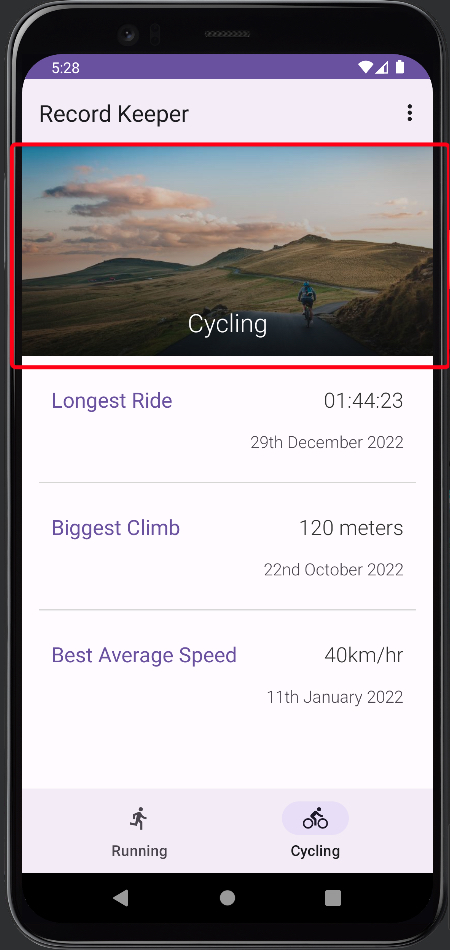 5:28
Record Keeper
Cycling
Longest Ride 01:44:23
29th December 2022
Biggest Climb 120 meters
22nd October 2022
Best Average Speed 40km/hr
11th January 2022
Running Cycling